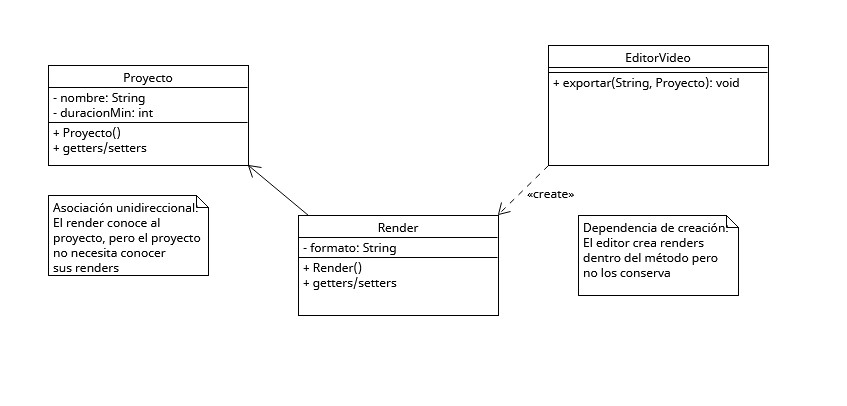 Proyecto
- nombre: String
- duracionMin: int
+ Proyecto()
+ getters/setters
EditorVideo
+ exportar(String, Proyecto): void
«create»
Asociación unidireccional:
El render conoce al
proyecto, pero el proyecto
no necesita conocer
sus renders
Render
- formato: String
+ Render()
+ getters/setters
Dependencia de creación:
El editor crea renders
dentro del método pero
no los conserva